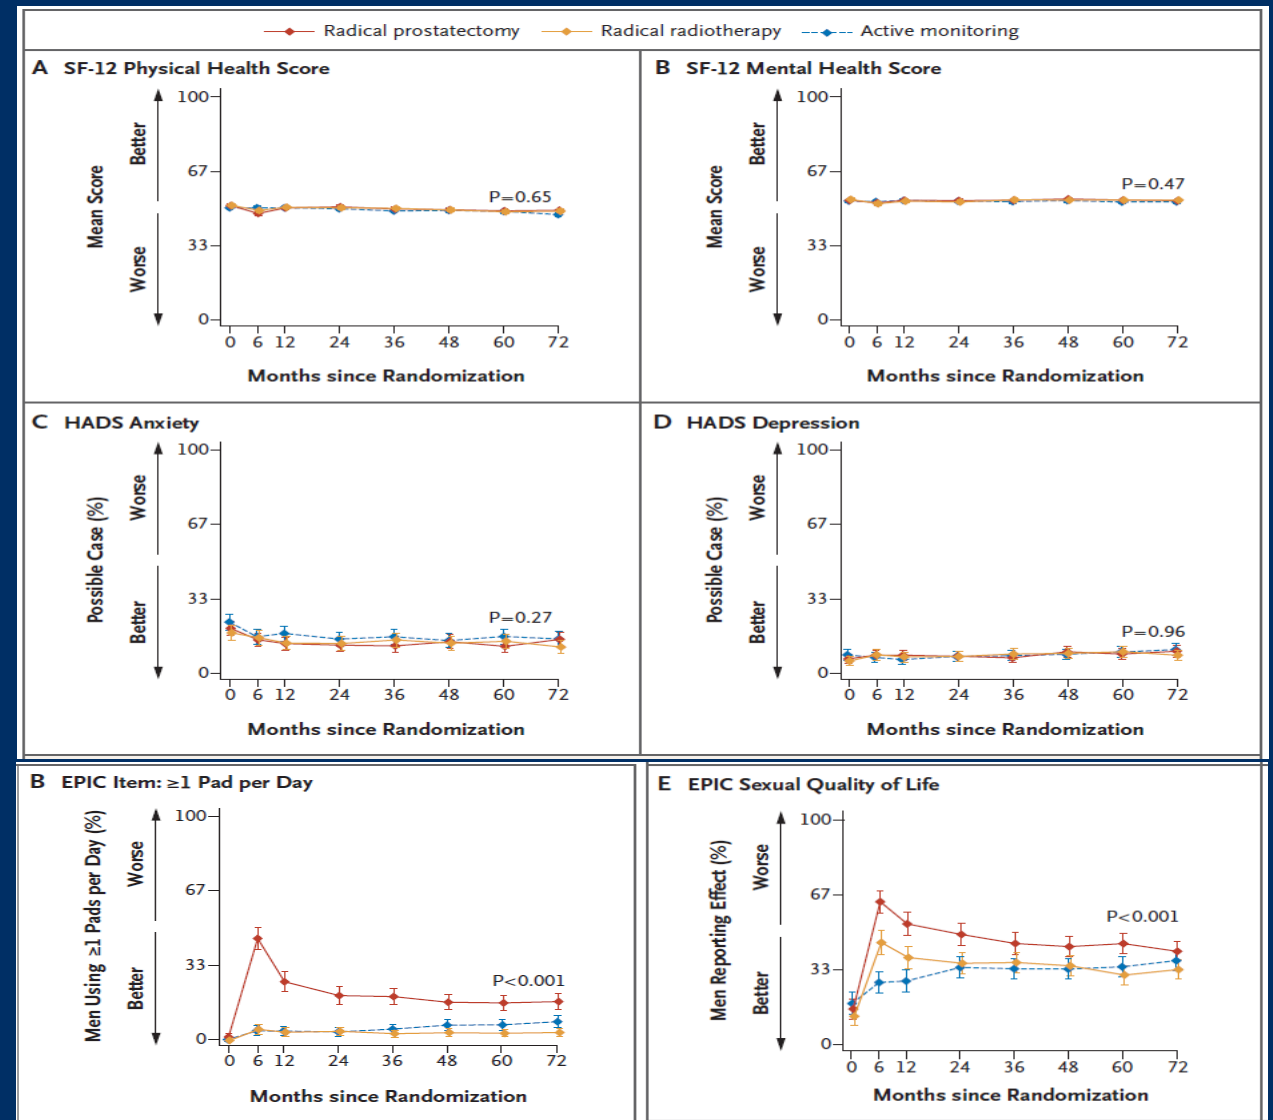 Radical prostatectomy Radical radiotherapy Active monitoring
A SF-12 Physical Health Score
Mean Score
Better
Worse
100
67
33
0
P=0.65
0 6 12 24 36 48 60 72
Months since Randomization
B SF-12 Mental Health Score
Mean Score
Better
Worse
100
67
33
0
P=0.47
0 6 12 24 36 48 60 72
Months since Randomization
C HADS Anxiety
Possible Case (%)
Worse
Better
100
67
33
0
P=0.27
0 6 12 24 36 48 60 72
Months since Randomization
D HADS Depression
Possible Case (%)
Worse
Better
100
67
33
0
P=0.96
0 6 12 24 36 48 60 72
Months since Randomization
B EPIC Item: ≥1 Pad per Day
Men Using ≥1 Pads per Day (%)
Worse
Better
100
67
33
0
P<0.001
0 6 12 24 36 48 60 72
Months since Randomization
E EPIC Sexual Quality of Life
Men Reporting Effect (%)
Worse
Better
100
67
33
0
P<0.001
0 6 12 24 36 48 60 72
Months since Randomization